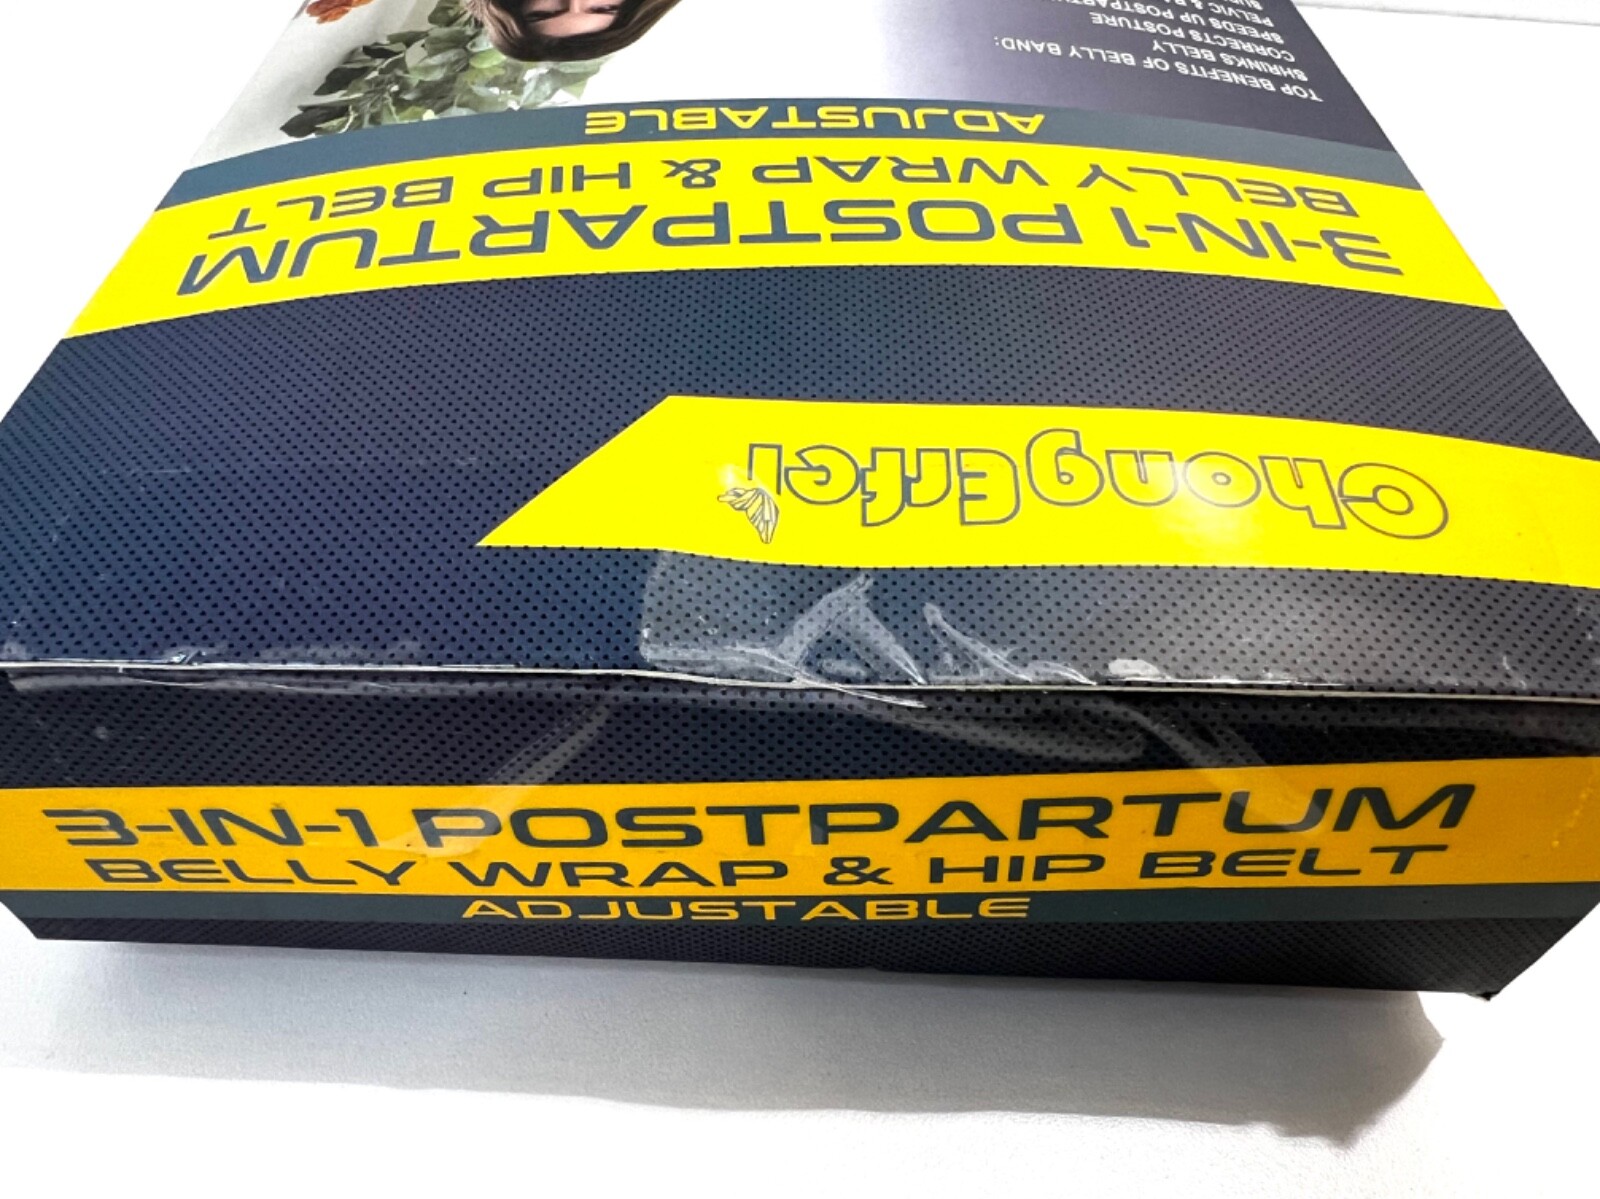 ChongErfei
3-IN-1 POSTPARTUM
BELLY WRAP & HIP BELT
ADJUSTABLE
TOP BENEFITS OF BELLY BAND:
SHRINKS BELLY
CORRECTS POSTURE
SPEEDS UP
PELVIC &
3-IN-1 POSTPARTUM
BELLY WRAP & HIP BELT
ADJUSTABLE